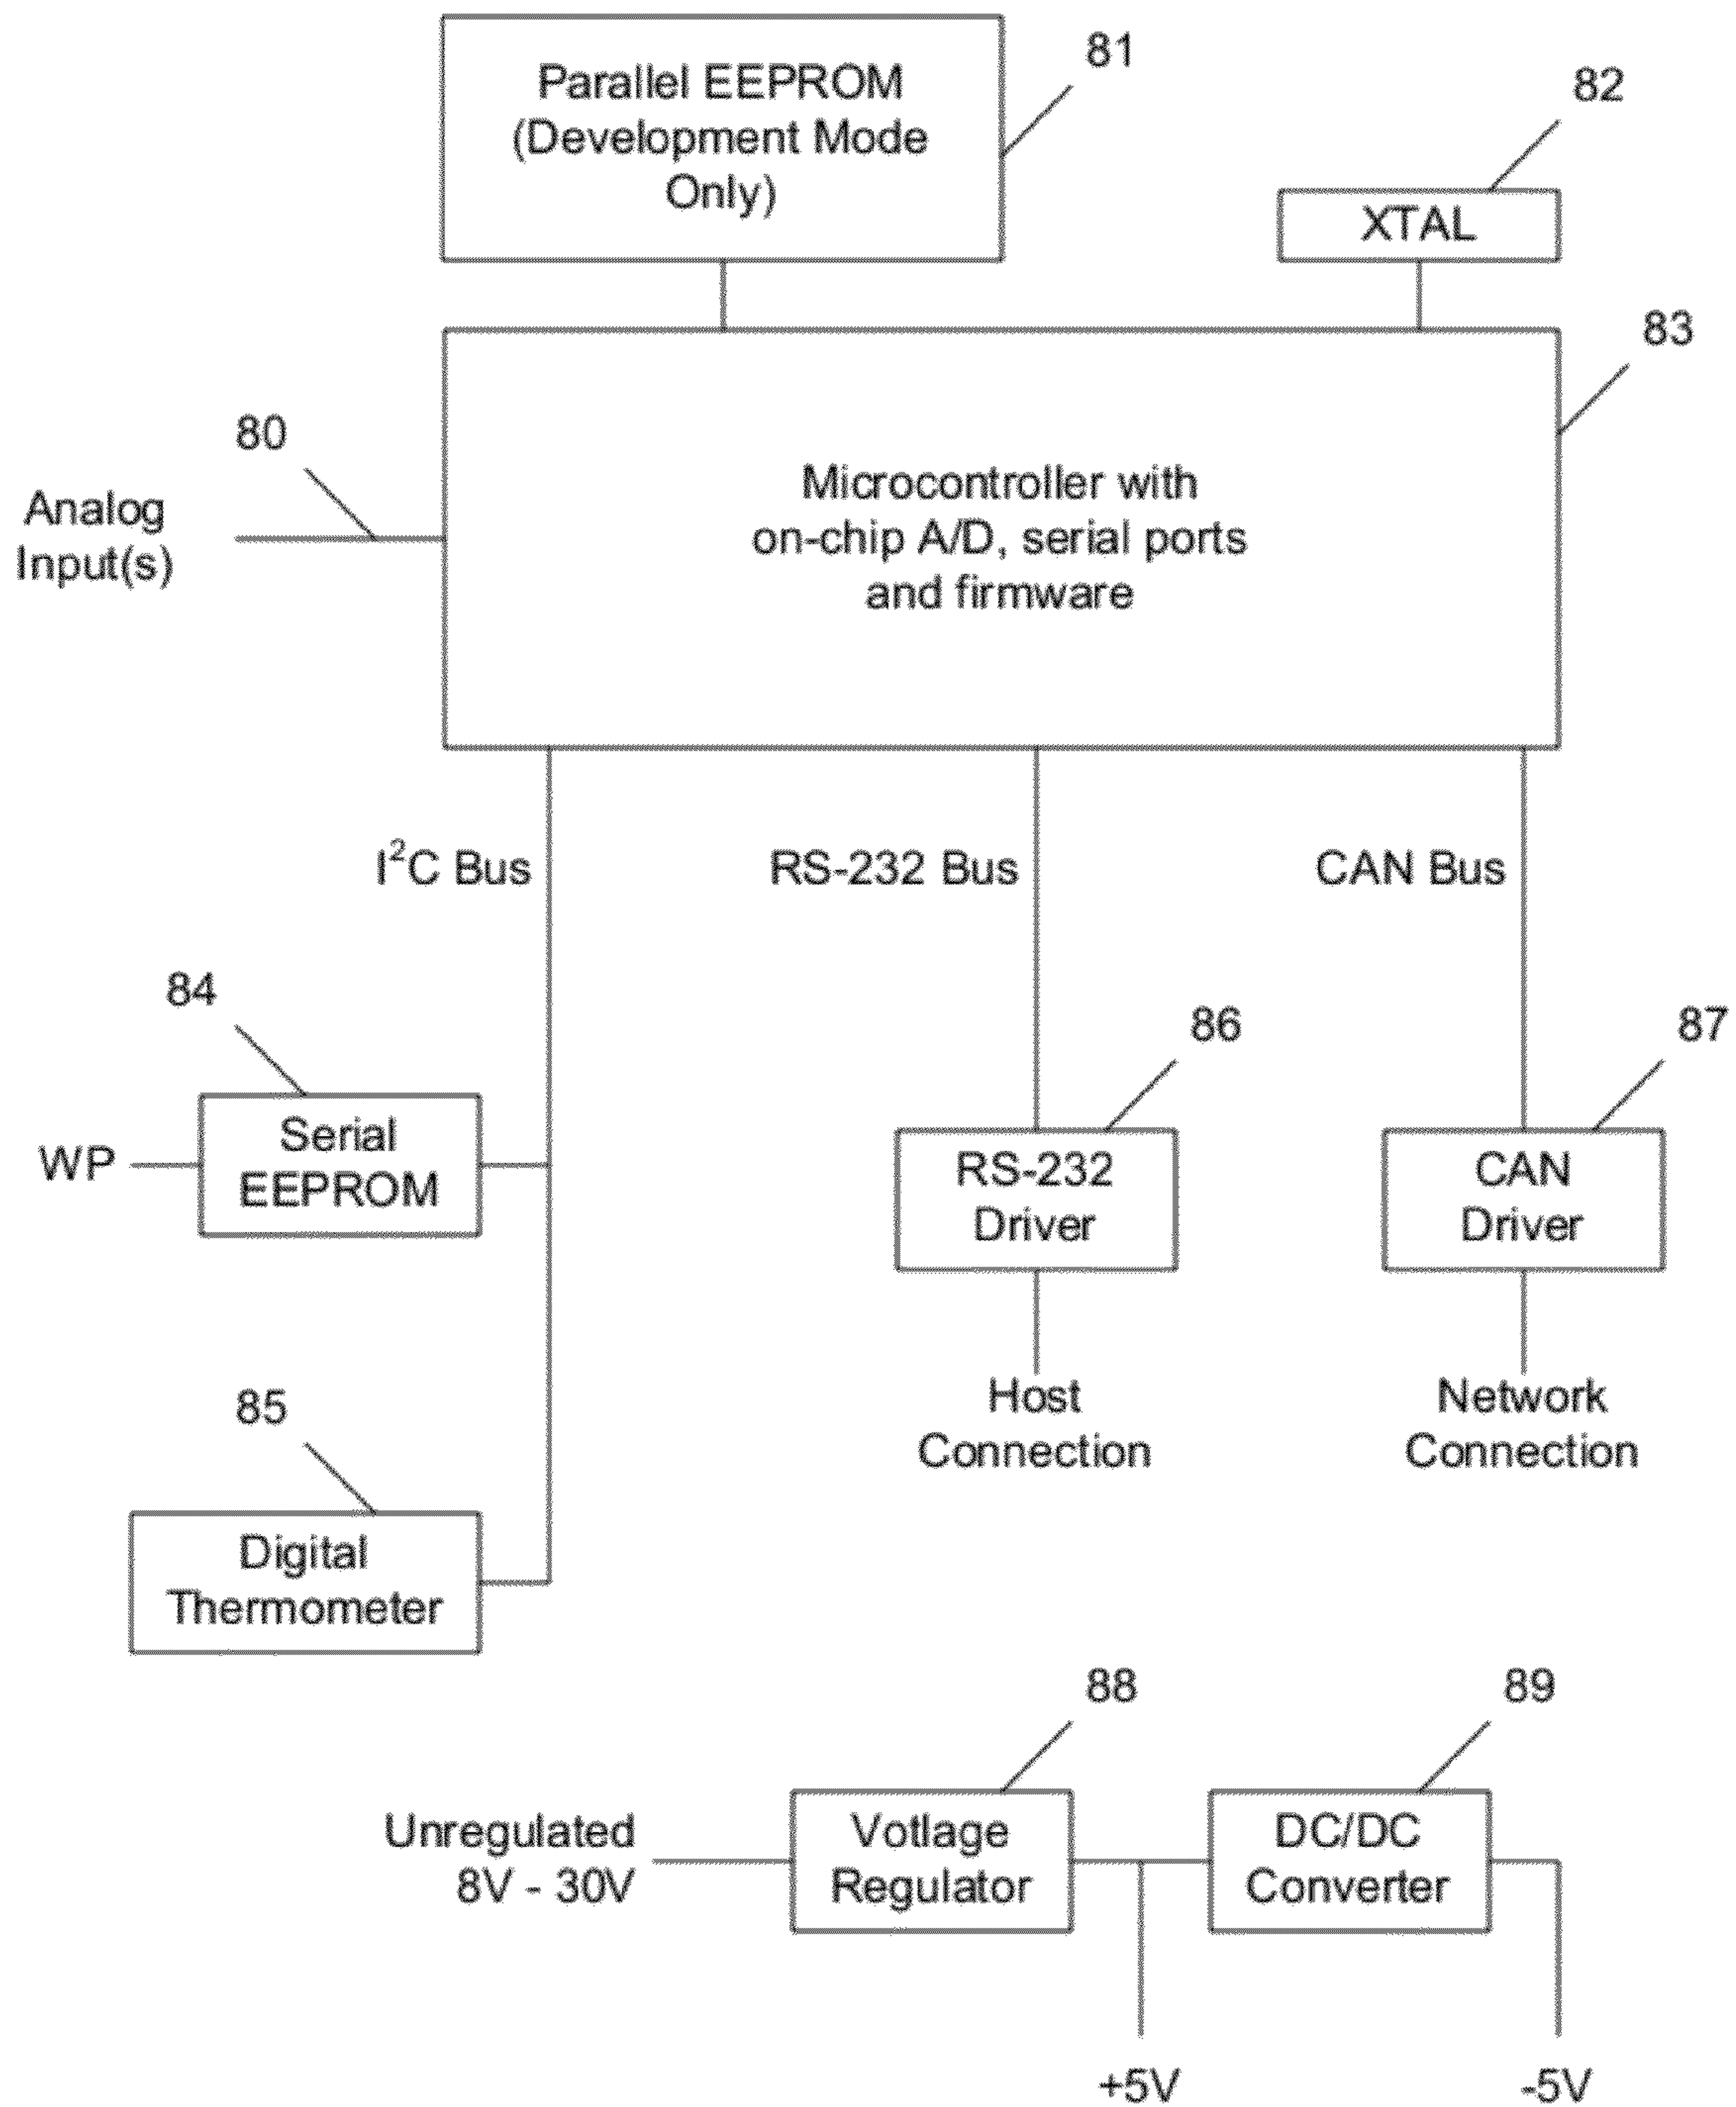 Parallel EEPROM
(Development Mode
Only)
81
82
XTAL
83
80
Analog
Input(s)
Microcontroller with
on-chip A/D, serial ports
and firmware
I²C Bus
RS-232 Bus
CAN Bus
84
WP
Serial
EEPROM
86
RS-232
Driver
87
CAN
Driver
Host
Connection
Network
Connection
85
Digital
Thermometer
88
89
Unregulated
8V - 30V
Votlage
Regulator
DC/DC
Converter
+5V
-5V